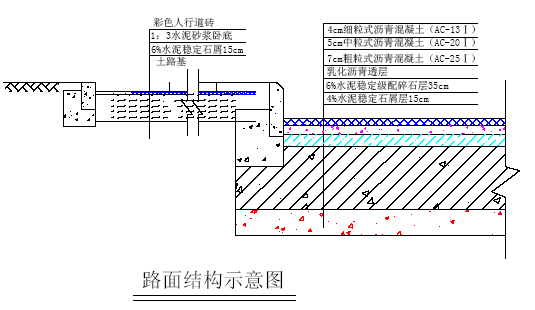 彩色人行道砖
1：3水泥砂浆卧底
6%水泥稳定石屑15cm
土路基
4cm细粒式沥青混凝土（AC-13Ⅰ）
5cm中粒式沥青混凝土（AC-20Ⅰ）
7cm粗粒式沥青混凝土（AC-25Ⅰ）
乳化沥青透层
6%水泥稳定级配碎石层35cm
4%水泥稳定石屑层15cm
路面结构示意图